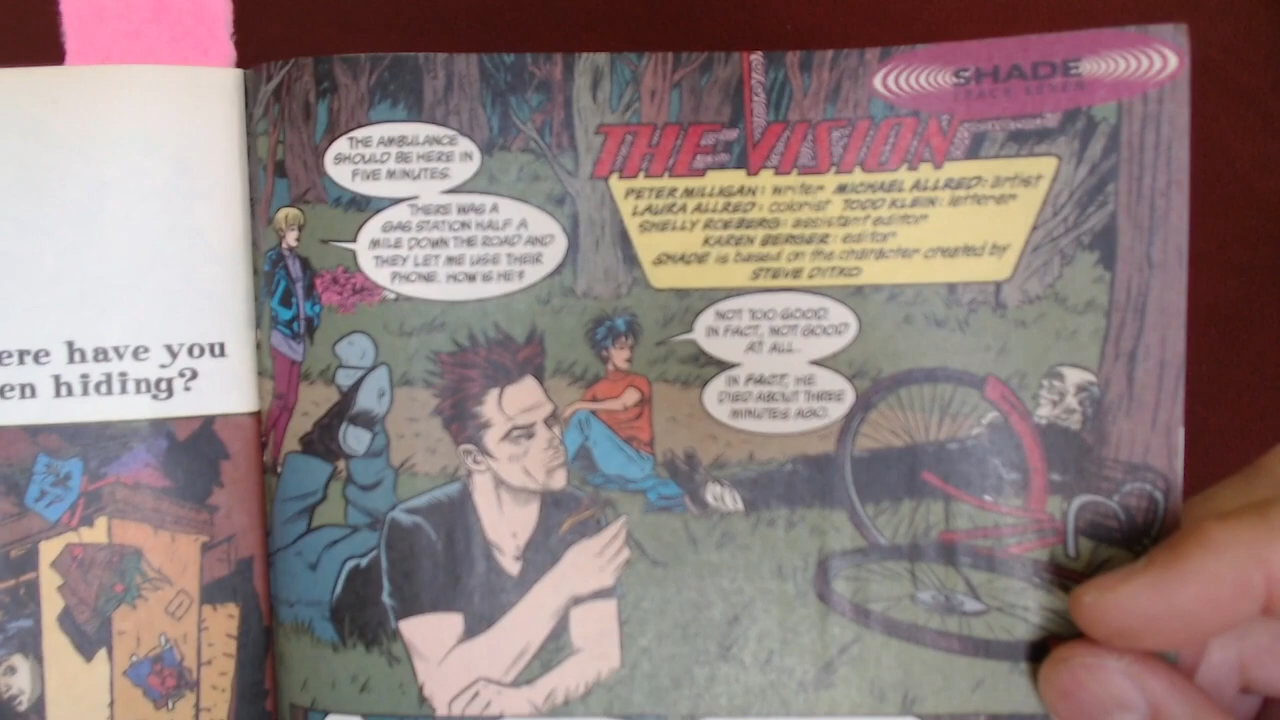 ere have you
en hiding?
SHADE
THE VISION
PETER MILLIGAN: writer MICHAEL ALLRED: artist
LAURA ALLRED: colorist TODD KLEIN: letterer
SHELLY ROEBERG: assistant editor
KAREN BERGER: editor
SHADE is based on the character created by
STEVE DITKO
THE AMBULANCE
SHOULD BE HERE IN
FIVE MINUTES.
THERE WAS A
GAS STATION HALF A
MILE DOWN THE ROAD AND
THEY LET ME USE THEIR
PHONE. HOW IS HE?
NOT TOO GOOD.
IN FACT, NOT GOOD
AT ALL.
IN FACT, HE
DIED ABOUT THREE
MINUTES AGO.